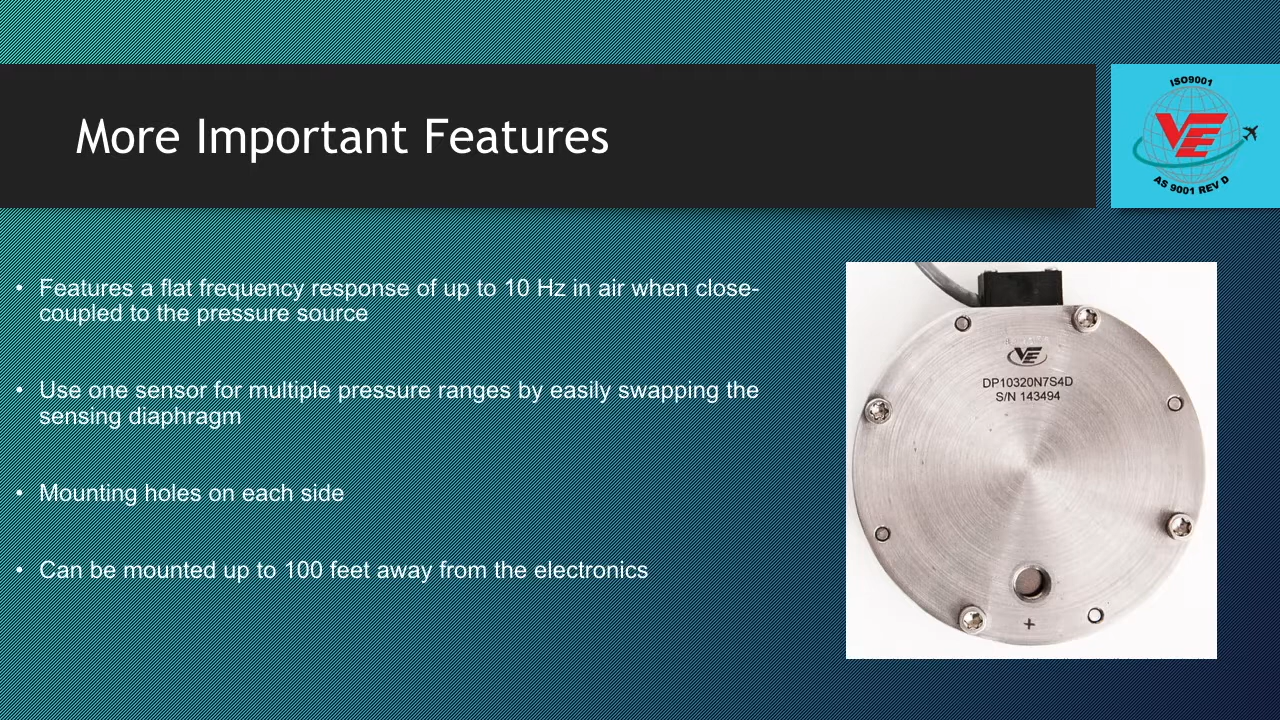 ISO9001
VE
AS 9001 REV D
More Important Features
• Features a flat frequency response of up to 10 Hz in air when close-
coupled to the pressure source
• Use one sensor for multiple pressure ranges by easily swapping the
sensing diaphragm
• Mounting holes on each side
• Can be mounted up to 100 feet away from the electronics
VE
DP10320N7S4D
S/N 143494
+